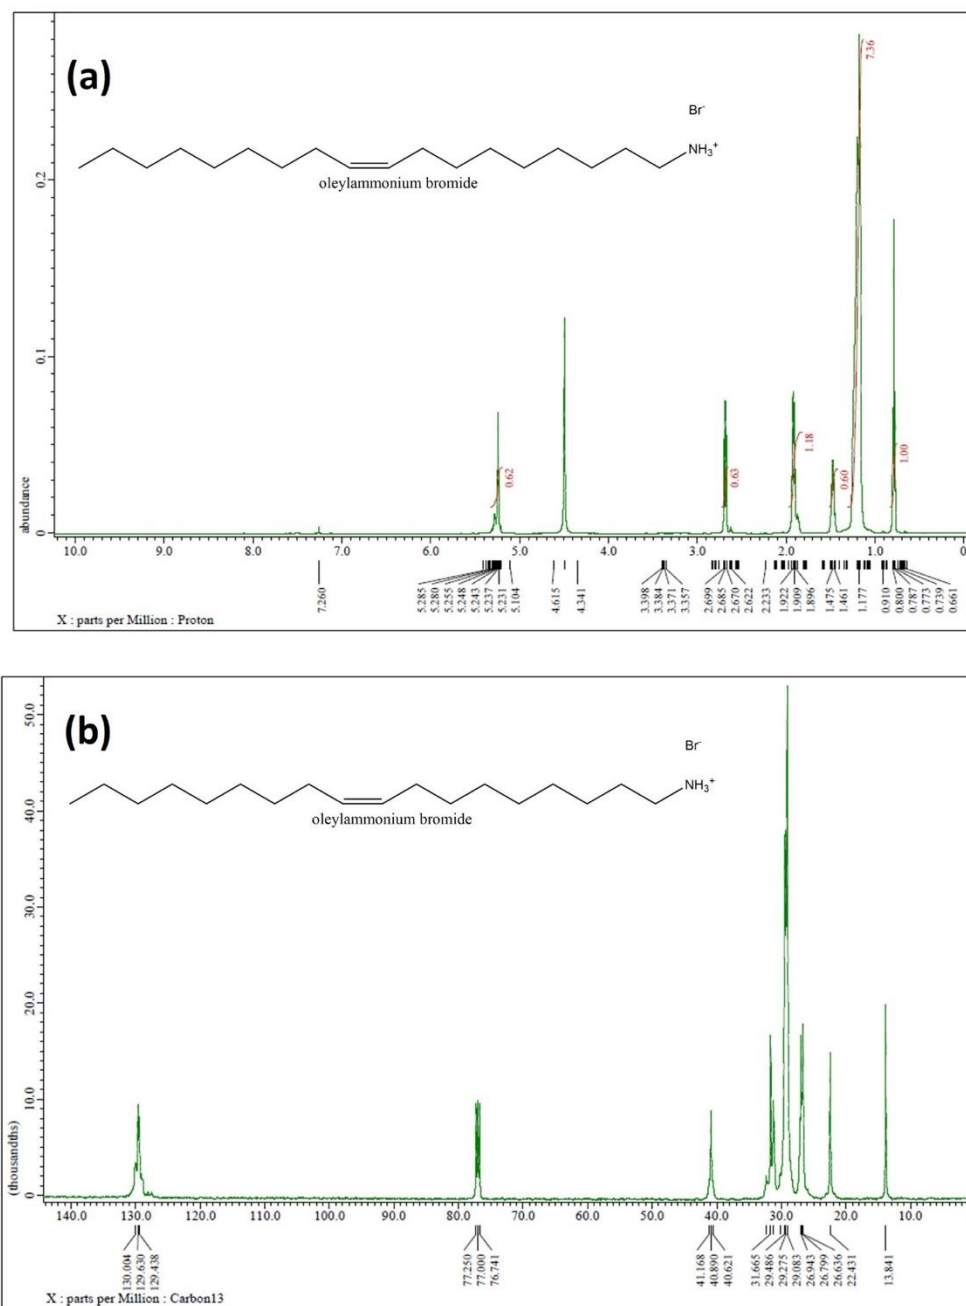 (a)
Br-
NH3+
oleylammonium bromide
abundance
0.2
0.1
0
7.36
0.62
0.63
1.18
0.60
1.00
10.0 9.0 8.0 7.0 6.0 5.0 4.0 3.0 2.0 1.0 0
7.260 5.285 5.280 5.255 5.248 5.243 5.237 5.231 5.104 4.615 4.341 3.398 3.384 3.371 3.357 2.699 2.685 2.670 2.622 2.233 1.922 1.909 1.896 1.475 1.461 1.177 0.910 0.800 0.787 0.773 0.739 0.661
X : parts per Million : Proton
(b)
Br-
NH3+
oleylammonium bromide
(thousandths)
50.0
40.0
30.0
20.0
10.0
0
140.0 130.0 120.0 110.0 100.0 90.0 80.0 70.0 60.0 50.0 40.0 30.0 20.0 10.0
130.004 129.630 129.438 77.250 77.000 76.741 41.168 40.890 40.621 31.665 29.486 29.275 29.083 26.943 26.799 26.636 22.431 13.841
X : parts per Million : Carbon13